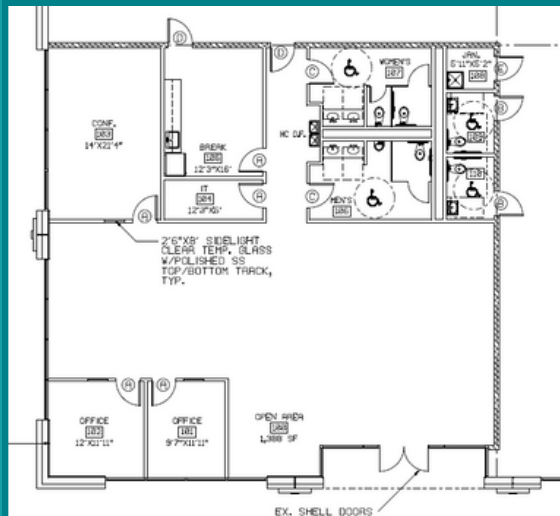 D
D
WOMEN'S
107
C
JAN.
5'11"X5'2"
108
CONF.
103
14'X21'4"
BREAK
105
12'3"X16'
A
HC D.F.
109
IT
104
12'3"X6'
A
A
C
MEN'S
106
110
2'6"X8' SIDELIGHT
CLEAR TEMP. GLASS
W/POLISHED SS
TOP/BOTTOM TRACK,
TYP.
A
A
OFFICE
102
12'X11'11"
OFFICE
101
9'7"X11'11"
OPEN AREA
100
1,388 SF
EX. SHELL DOORS